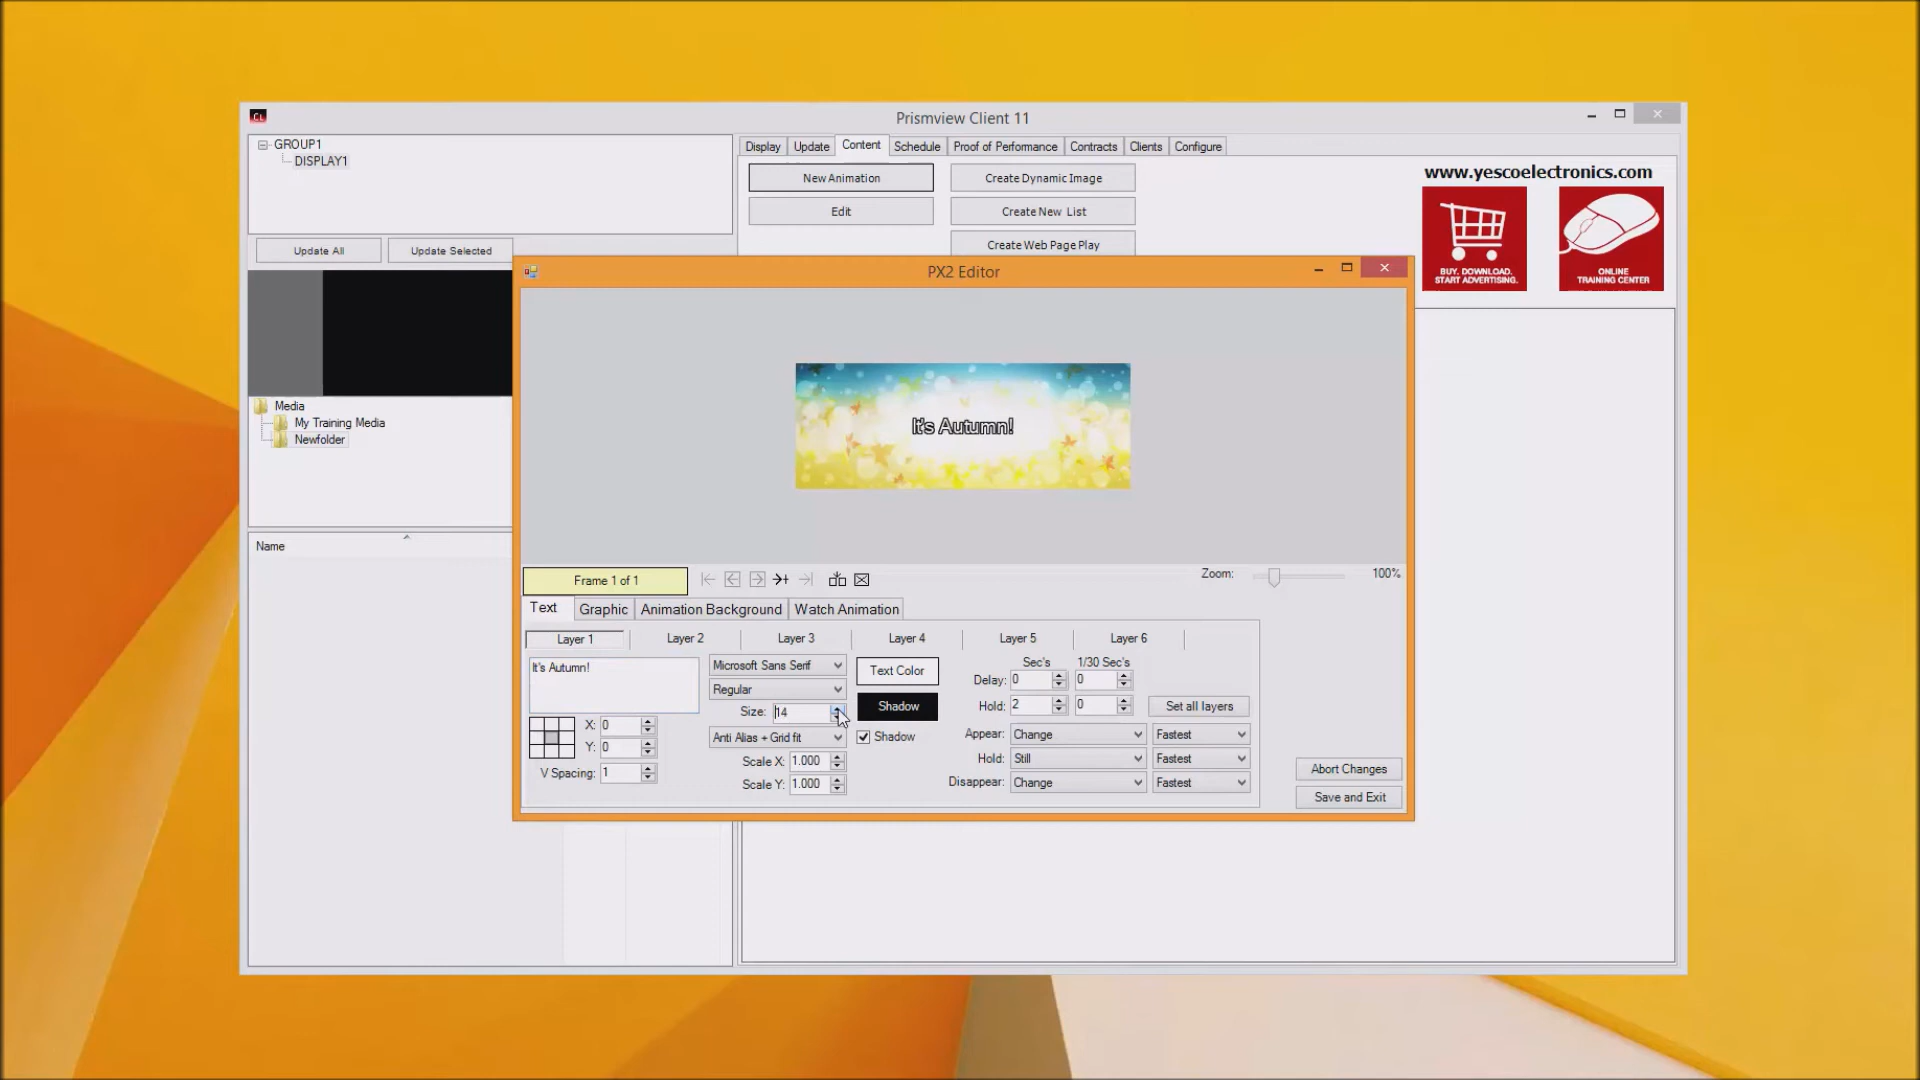 CL
Prismview Client 11
GROUP1
DISPLAY1
Display Update Content Schedule Proof of Performance Contracts Clients Configure
New Animation Create Dynamic Image
Edit Create New List
Create Web Page Play
www.yescoelectronics.com
BUY. DOWNLOAD.
START ADVERTISING.
ONLINE
TRAINING CENTER
Update All Update Selected
Media
My Training Media
Newfolder
Name
PX2 Editor
It's Autumn!
Frame 1 of 1
Zoom: 100%
Text Graphic Animation Background Watch Animation
Layer 1 Layer 2 Layer 3 Layer 4 Layer 5 Layer 6
It's Autumn!
X: 0
Y: 0
V Spacing: 1
Microsoft Sans Serif
Regular
Size: 14
Anti Alias + Grid fit
Scale X: 1.000
Scale Y: 1.000
Text Color
Shadow
Shadow
Sec's 1/30 Sec's
Delay: 0 0
Hold: 2 0 Set all layers
Appear: Change Fastest
Hold: Still Fastest
Disappear: Change Fastest
Abort Changes
Save and Exit